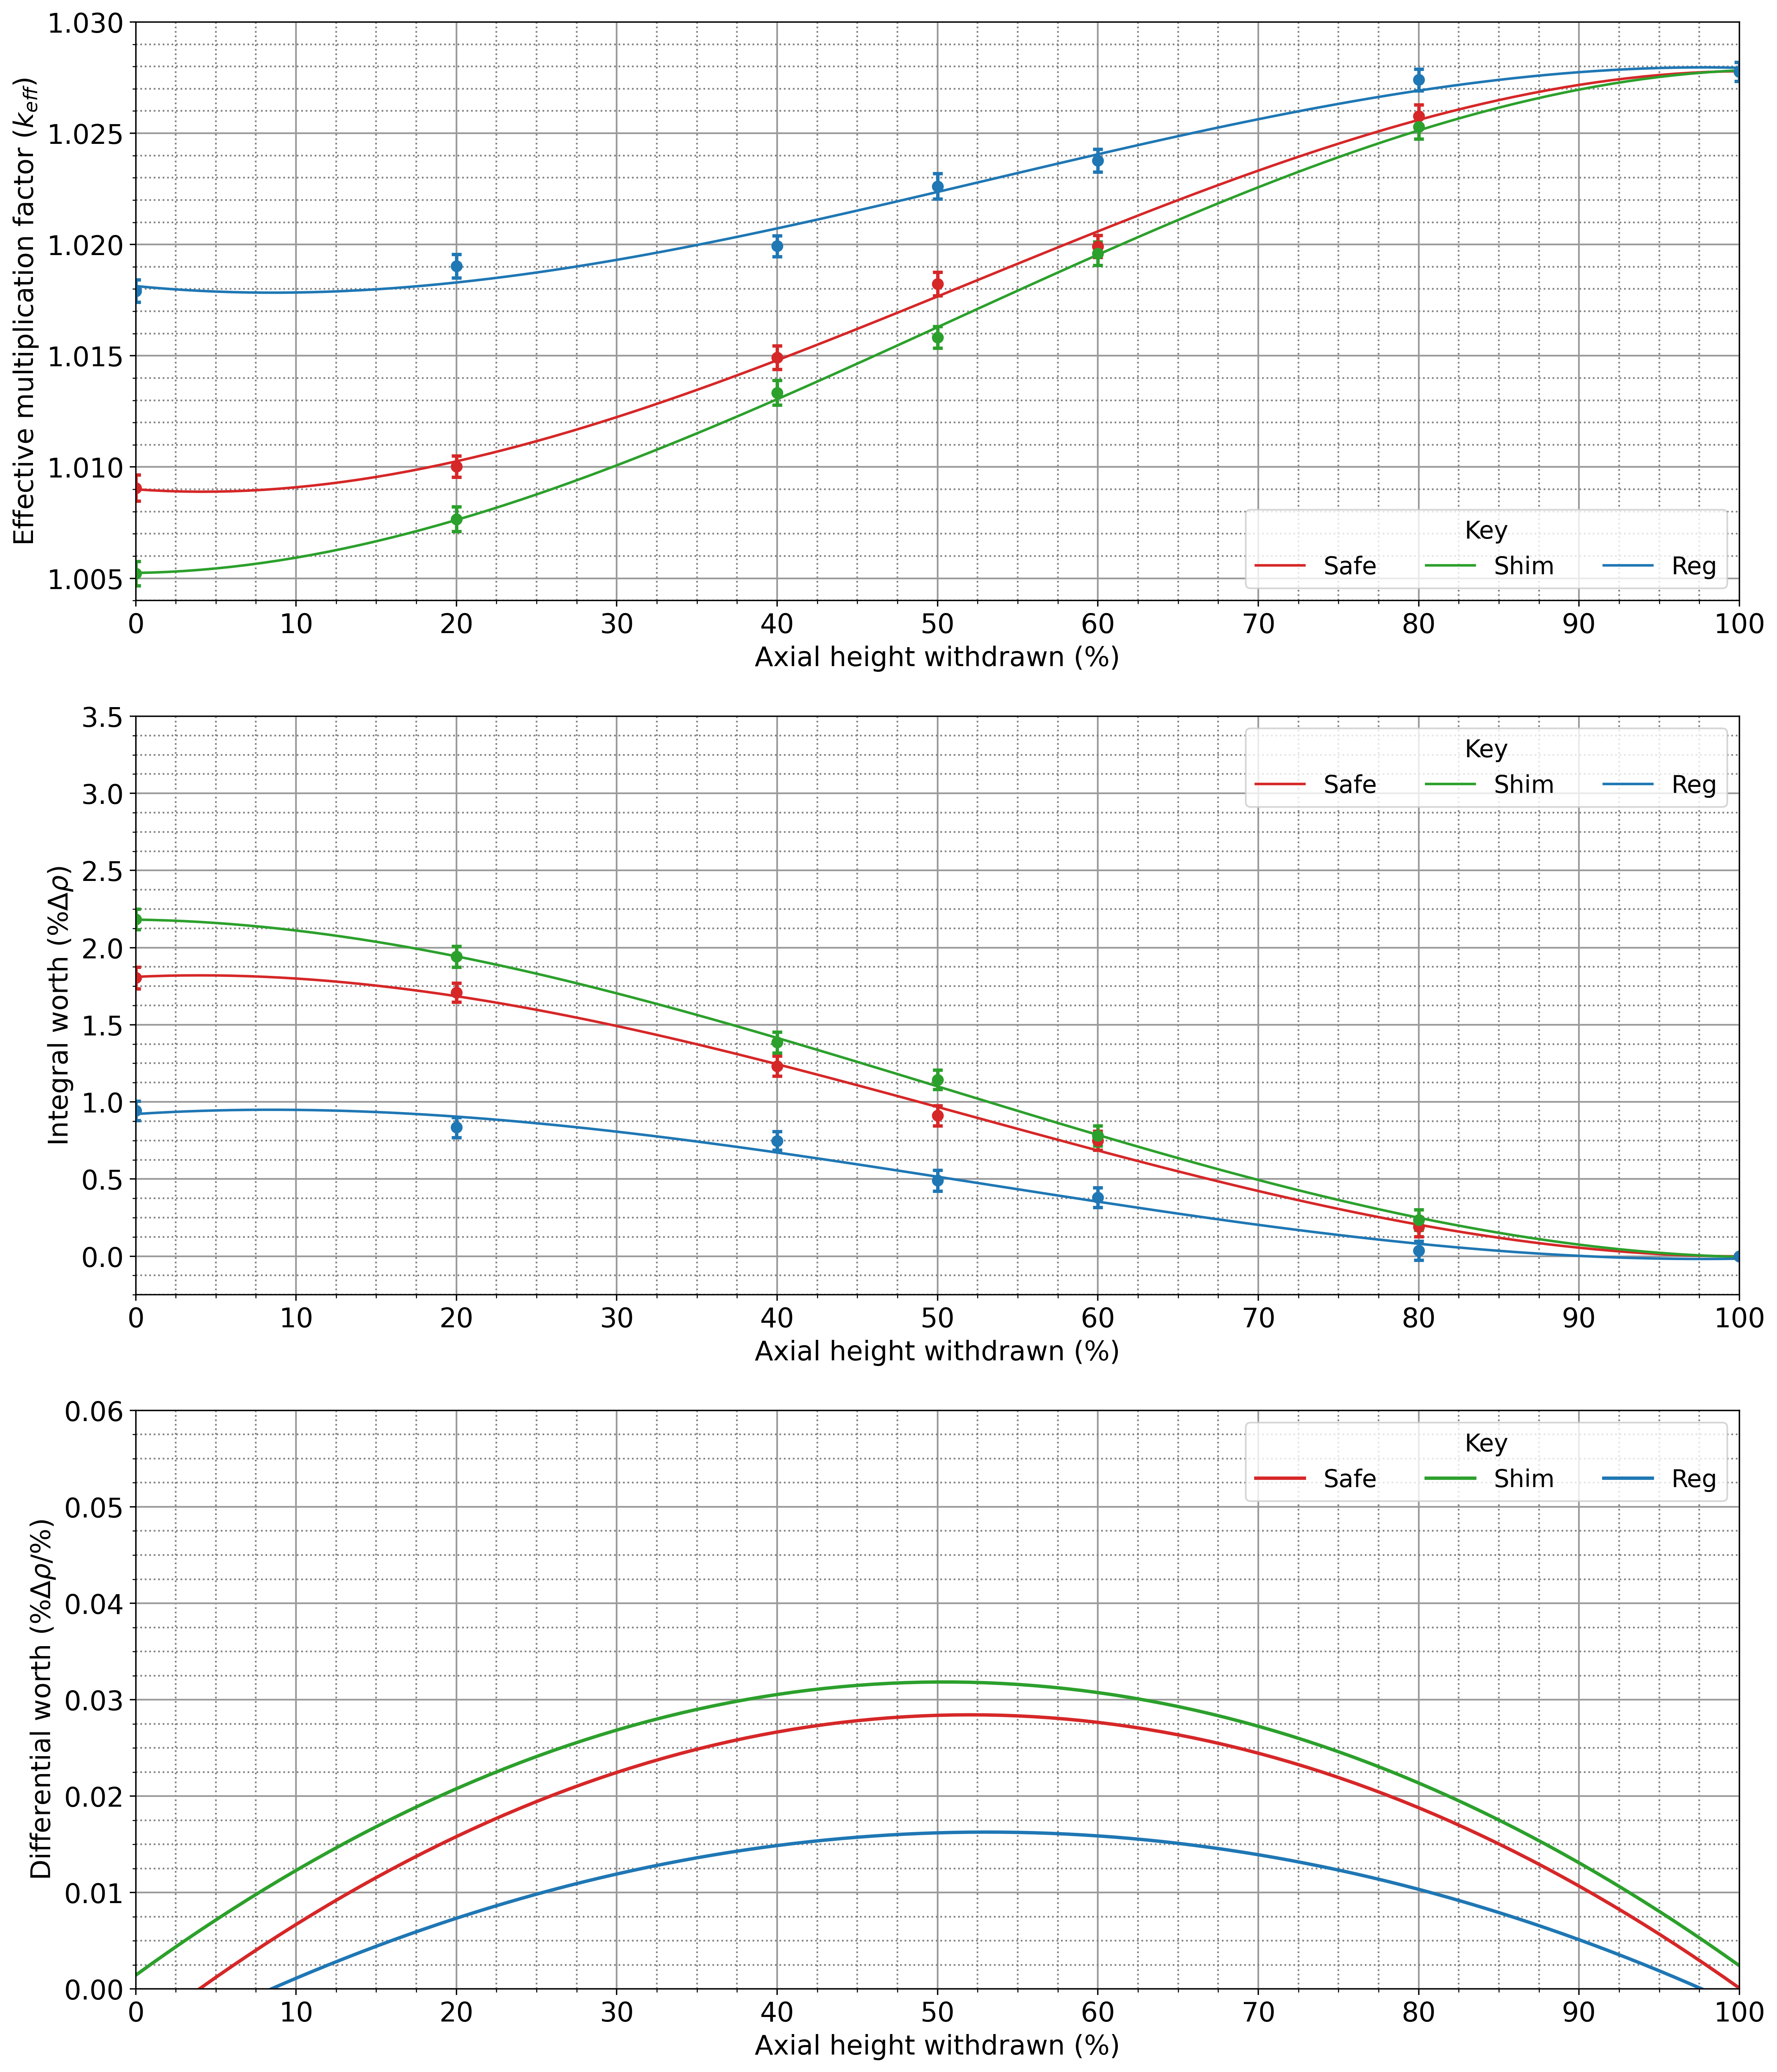 1.030
1.025
1.020
1.015
1.010
1.005
Effective multiplication factor (k_eff)
0 10 20 30 40 50 60 70 80 90 100
Axial height withdrawn (%)
Key
Safe Shim Reg
3.5
3.0
2.5
2.0
1.5
1.0
0.5
0.0
Integral worth (%Δρ)
0 10 20 30 40 50 60 70 80 90 100
Axial height withdrawn (%)
Key
Safe Shim Reg
0.06
0.05
0.04
0.03
0.02
0.01
0.00
Differential worth (%Δρ/%)
0 10 20 30 40 50 60 70 80 90 100
Axial height withdrawn (%)
Key
Safe Shim Reg